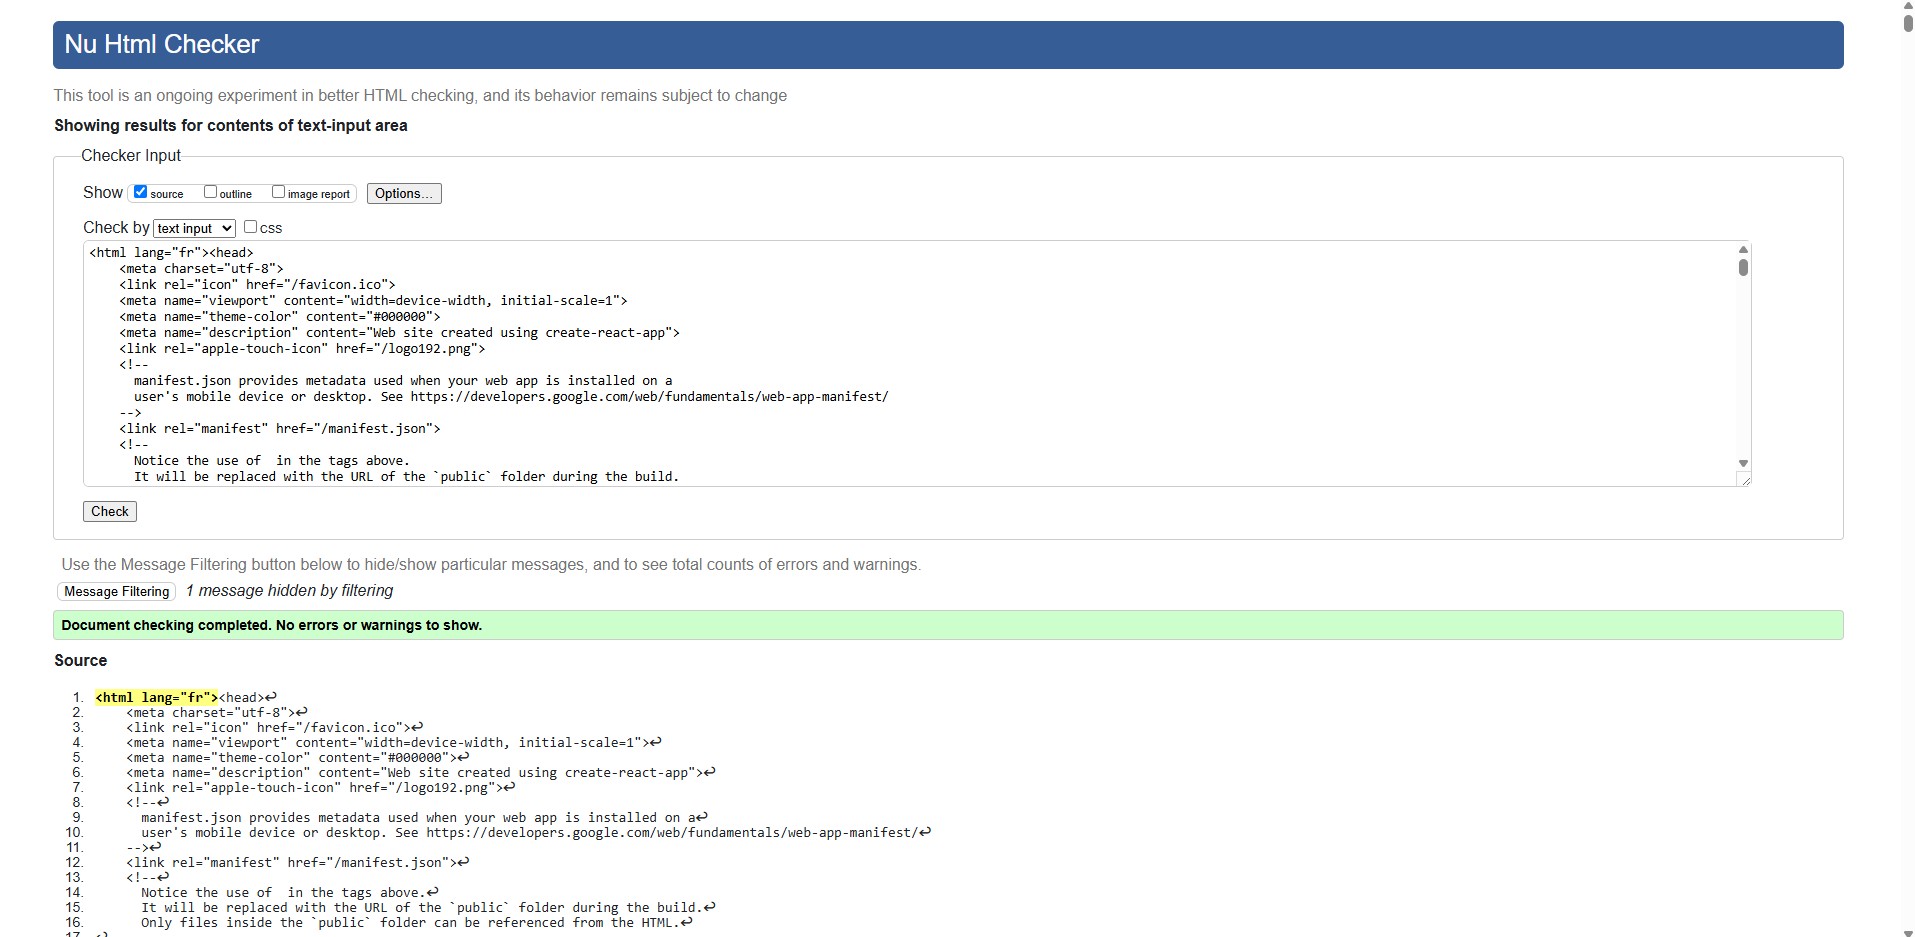 Nu Html Checker
This tool is an ongoing experiment in better HTML checking, and its behavior remains subject to change
Showing results for contents of text-input area
Checker Input
Show source outline image report Options...
Check by text input css
<html lang="fr"><head>
    <meta charset="utf-8">
    <link rel="icon" href="/favicon.ico">
    <meta name="viewport" content="width=device-width, initial-scale=1">
    <meta name="theme-color" content="#000000">
    <meta name="description" content="Web site created using create-react-app">
    <link rel="apple-touch-icon" href="/logo192.png">
    <!--
      manifest.json provides metadata used when your web app is installed on a
      user's mobile device or desktop. See https://developers.google.com/web/fundamentals/web-app-manifest/
    -->
    <link rel="manifest" href="/manifest.json">
    <!--
      Notice the use of  in the tags above.
      It will be replaced with the URL of the `public` folder during the build.
Check
Use the Message Filtering button below to hide/show particular messages, and to see total counts of errors and warnings.
Message Filtering 1 message hidden by filtering
Document checking completed. No errors or warnings to show.
Source
1. <html lang="fr"><head>↩
2.     <meta charset="utf-8">↩
3.     <link rel="icon" href="/favicon.ico">↩
4.     <meta name="viewport" content="width=device-width, initial-scale=1">↩
5.     <meta name="theme-color" content="#000000">↩
6.     <meta name="description" content="Web site created using create-react-app">↩
7.     <link rel="apple-touch-icon" href="/logo192.png">↩
8.     <!--↩
9.       manifest.json provides metadata used when your web app is installed on a↩
10.       user's mobile device or desktop. See https://developers.google.com/web/fundamentals/web-app-manifest/↩
11.     -->↩
12.     <link rel="manifest" href="/manifest.json">↩
13.     <!--↩
14.       Notice the use of  in the tags above.↩
15.       It will be replaced with the URL of the `public` folder during the build.↩
16.       Only files inside the `public` folder can be referenced from the HTML.↩
17. ↩